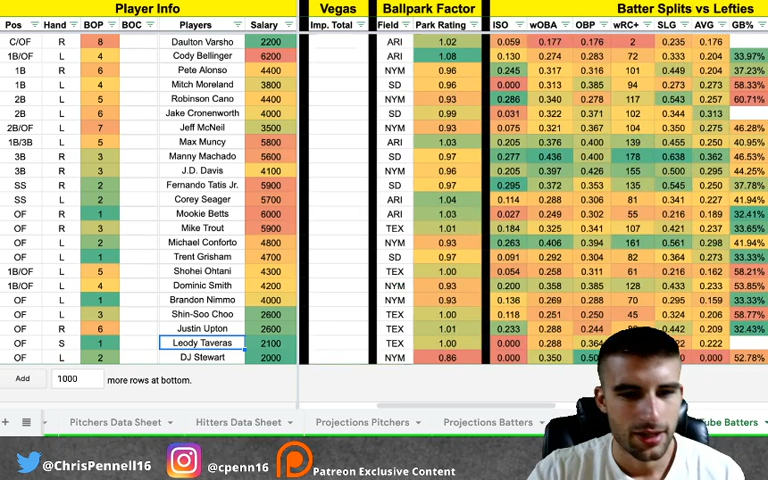 Player Info Vegas Ballpark Factor Batter Splits vs Lefties
Pos Hand BOP BOC Players Salary Imp. Total Field Park Rating ISO wOBA OBP wRC+ SLG AVG GB%
C/OF R 8 Daulton Varsho 2200 ARI 1.02 0.059 0.177 0.176 2 0.235 0.176
1B/OF L 4 Cody Bellinger 6200 ARI 1.08 0.130 0.274 0.283 72 0.333 0.204 33.97%
1B R 6 Pete Alonso 4400 NYM 0.96 0.245 0.317 0.316 101 0.449 0.204 37.23%
1B L 4 Mitch Moreland 3800 SD 0.96 0.000 0.313 0.385 94 0.273 0.273 58.33%
2B L 5 Robinson Cano 4400 NYM 0.93 0.286 0.340 0.278 117 0.543 0.257 60.71%
2B L 6 Jake Cronenworth 4000 SD 0.99 0.031 0.322 0.371 102 0.344 0.313
2B/OF L 7 Jeff McNeil 3500 NYM 0.93 0.075 0.321 0.367 104 0.350 0.275 46.28%
1B/3B L 5 Max Muncy 5800 ARI 1.03 0.205 0.376 0.400 139 0.455 0.250 40.95%
3B R 3 Manny Machado 5600 SD 0.97 0.277 0.436 0.400 178 0.638 0.362 46.53%
3B R 3 J.D. Davis 4100 NYM 0.96 0.205 0.397 0.426 155 0.500 0.295 44.25%
SS R 2 Fernando Tatis Jr. 5900 SD 0.97 0.295 0.372 0.353 135 0.545 0.250 37.78%
SS L 2 Corey Seager 5700 ARI 1.04 0.114 0.288 0.306 81 0.341 0.227 41.94%
OF R 1 Mookie Betts 6000 ARI 1.03 0.027 0.249 0.302 55 0.216 0.189 32.41%
OF R 3 Mike Trout 5900 TEX 1.01 0.184 0.325 0.341 107 0.421 0.237 33.65%
OF L 2 Michael Conforto 4800 NYM 0.93 0.263 0.406 0.394 161 0.561 0.298 41.94%
OF L 1 Trent Grisham 4700 SD 0.97 0.091 0.292 0.304 82 0.364 0.273 33.33%
1B/OF L 5 Shohei Ohtani 4300 TEX 1.00 0.054 0.258 0.311 61 0.216 0.162 58.21%
1B/OF L 4 Dominic Smith 4200 NYM 0.93 0.200 0.358 0.385 128 0.433 0.233 53.85%
OF L 1 Brandon Nimmo 4000 NYM 0.93 0.136 0.269 0.288 70 0.295 0.159 33.33%
OF L 3 Shin-Soo Choo 2600 TEX 1.00 0.118 0.251 0.250 45 0.324 0.206 58.77%
OF R 6 Justin Upton 2600 TEX 1.01 0.233 0.288 0.244 0.442 0.209 32.43%
OF S 1 Leody Taveras 2100 TEX 1.00 0.000 0.288 0.364 0.222
OF L 2 DJ Stewart 2000 NYM 0.86 0.000 0.350 0.000 52.78%
Add 1000 more rows at bottom.
Pitchers Data Sheet Hitters Data Sheet Projections Pitchers Projections Batters Tube Batters
@ChrisPennell16 @cpenn16 Patreon Exclusive Content